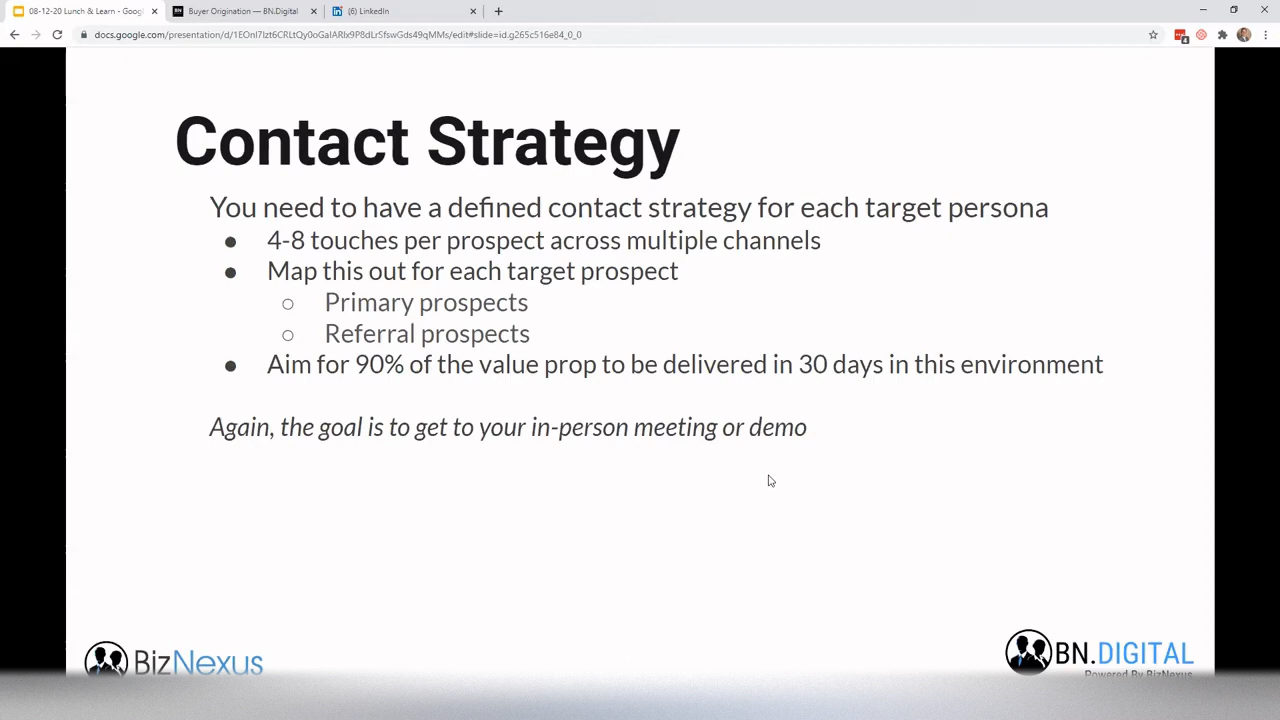 08-12-20 Lunch & Learn - Googl
Buyer Origination — BN.Digital
(6) LinkedIn
docs.google.com/presentation/d/1EOnI7lzt6CRLtQy0oGalARIx9P8dLrSfswGds49qMMs/edit#slide=id.g265c516e84_0_0
Contact Strategy
You need to have a defined contact strategy for each target persona
● 4-8 touches per prospect across multiple channels
● Map this out for each target prospect
○ Primary prospects
○ Referral prospects
● Aim for 90% of the value prop to be delivered in 30 days in this environment
Again, the goal is to get to your in-person meeting or demo
BizNexus
BN.DIGITAL
Powered By BizNexus